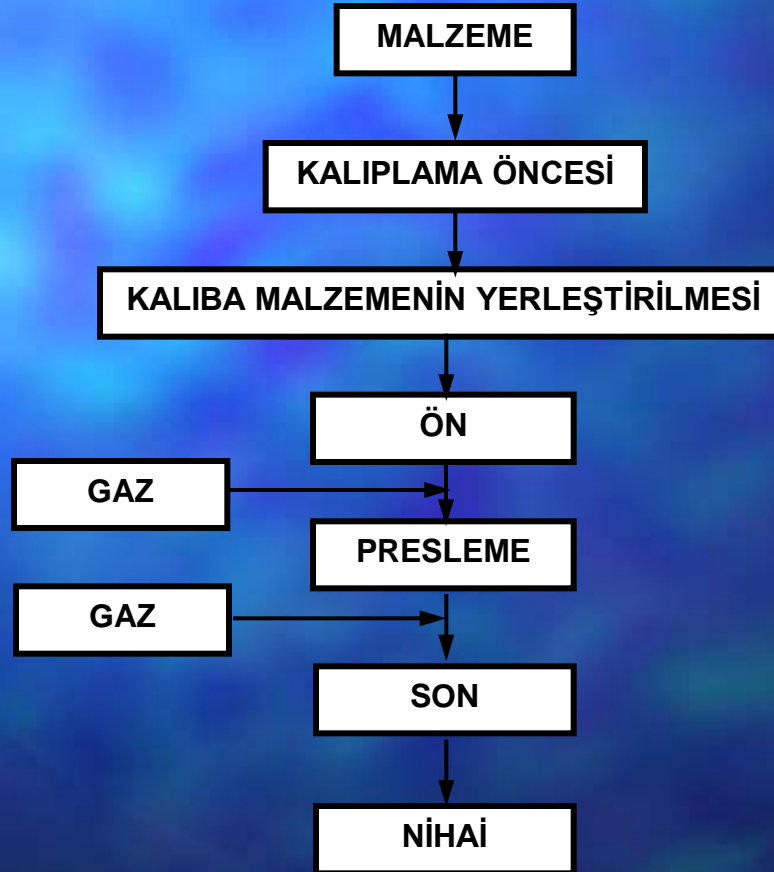 MALZEME
KALIPLAMA ÖNCESİ
KALIBA MALZEMENİN YERLEŞTİRİLMESİ
ÖN
GAZ
PRESLEME
GAZ
SON
NİHAİ